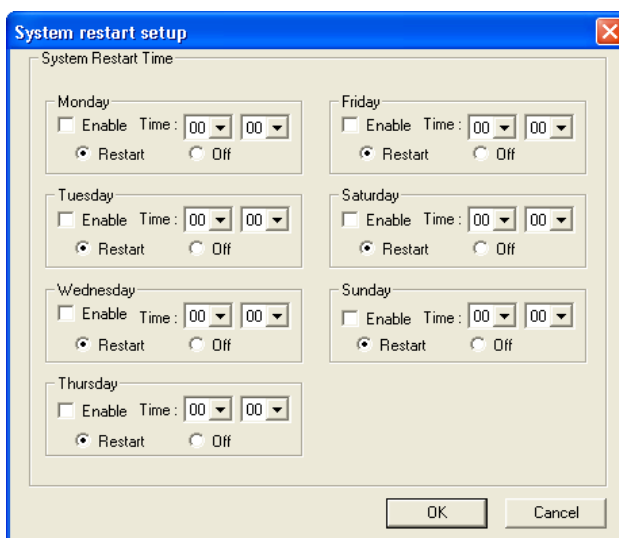 System restart setup
System Restart Time
Monday
Enable Time : 00 00
Restart Off
Tuesday
Enable Time : 00 00
Restart Off
Wednesday
Enable Time : 00 00
Restart Off
Thursday
Enable Time : 00 00
Restart Off
Friday
Enable Time : 00 00
Restart Off
Saturday
Enable Time : 00 00
Restart Off
Sunday
Enable Time : 00 00
Restart Off
OK Cancel